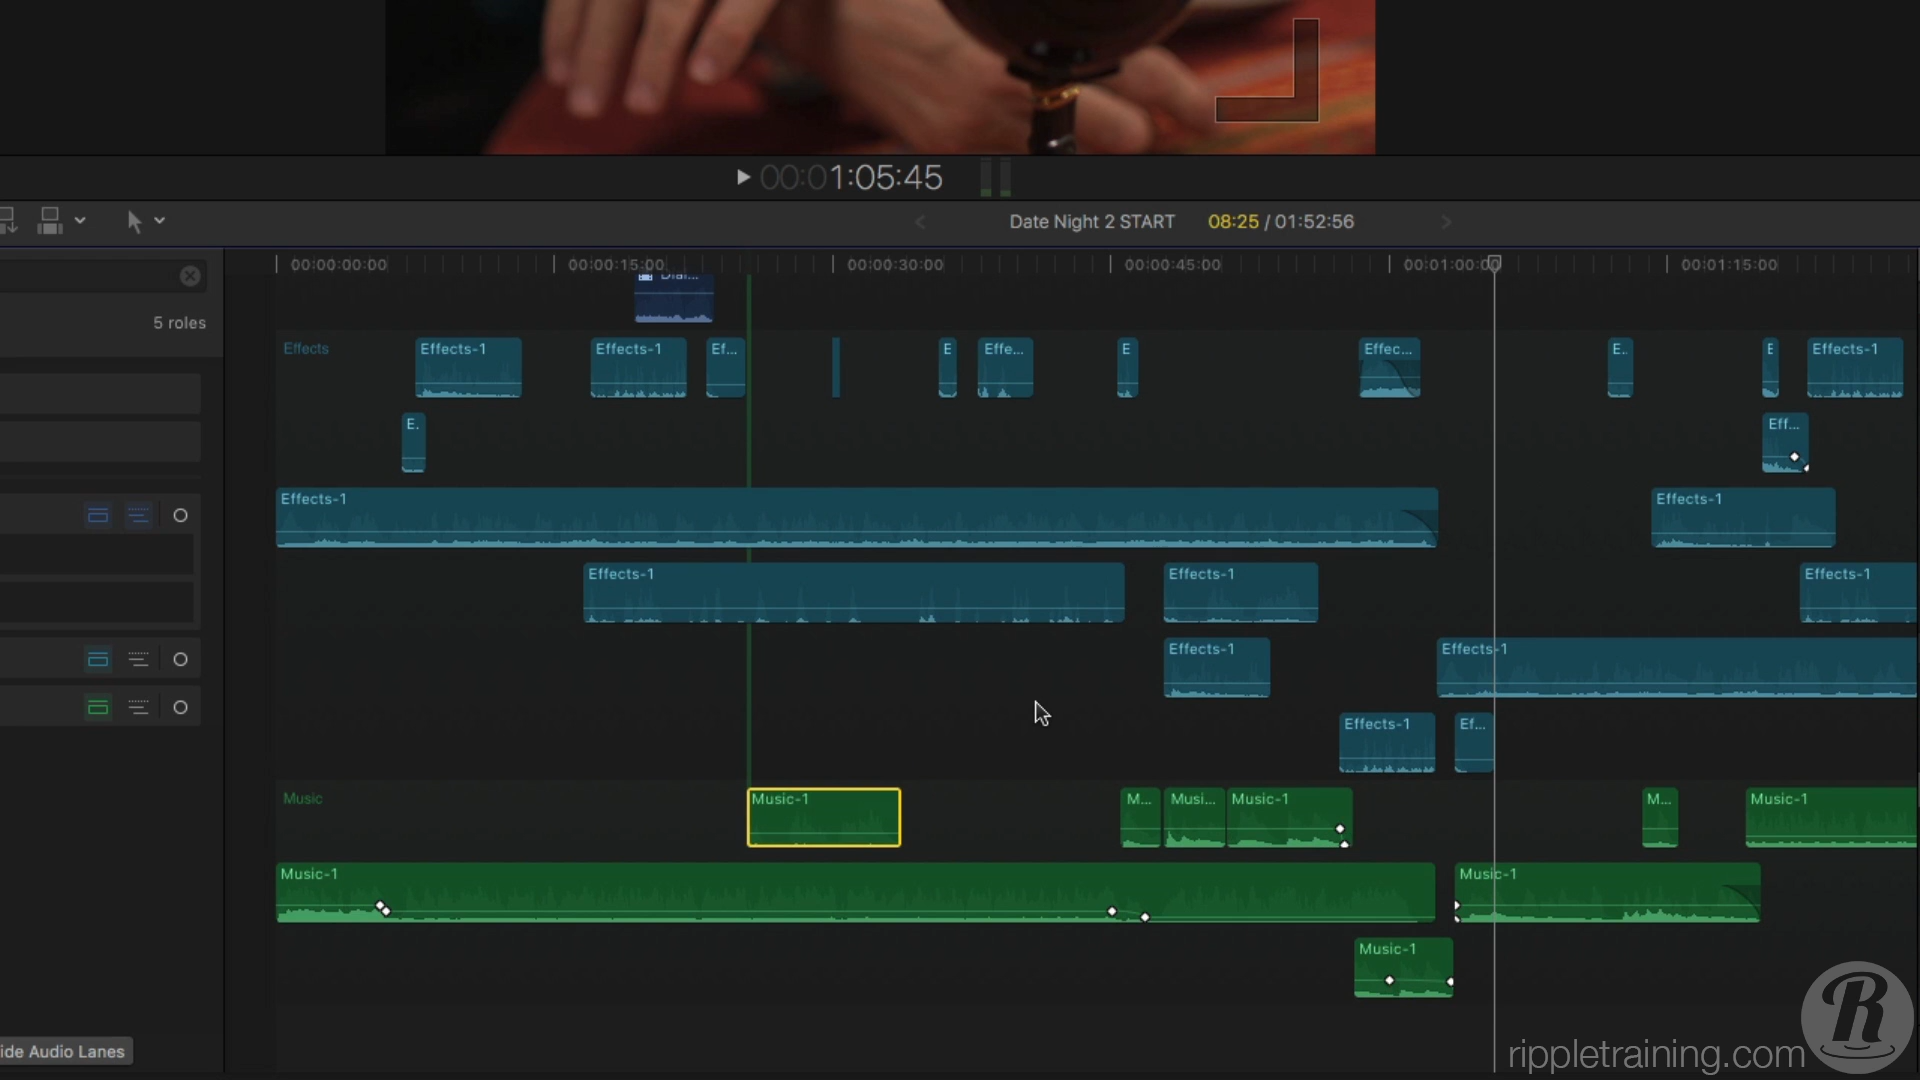 00:01:05:45
Date Night 2 START 08:25 / 01:52:56
00:00:00:00 00:00:15:00 00:00:30:00 00:00:45:00 00:01:00:00 00:01:15:00
5 roles
Effects Effects-1 Effects-1 Ef... E Effe... E Effec... E.. E Effects-1
E. Eff...
Effects-1 Effects-1
Effects-1 Effects-1 Effects-1
Effects-1 Effects-1
Effects-1 Ef...
Music Music-1 M... Musi... Music-1 M... Music-1
Music-1 Music-1
Music-1
ide Audio Lanes
rippletraining.com
R